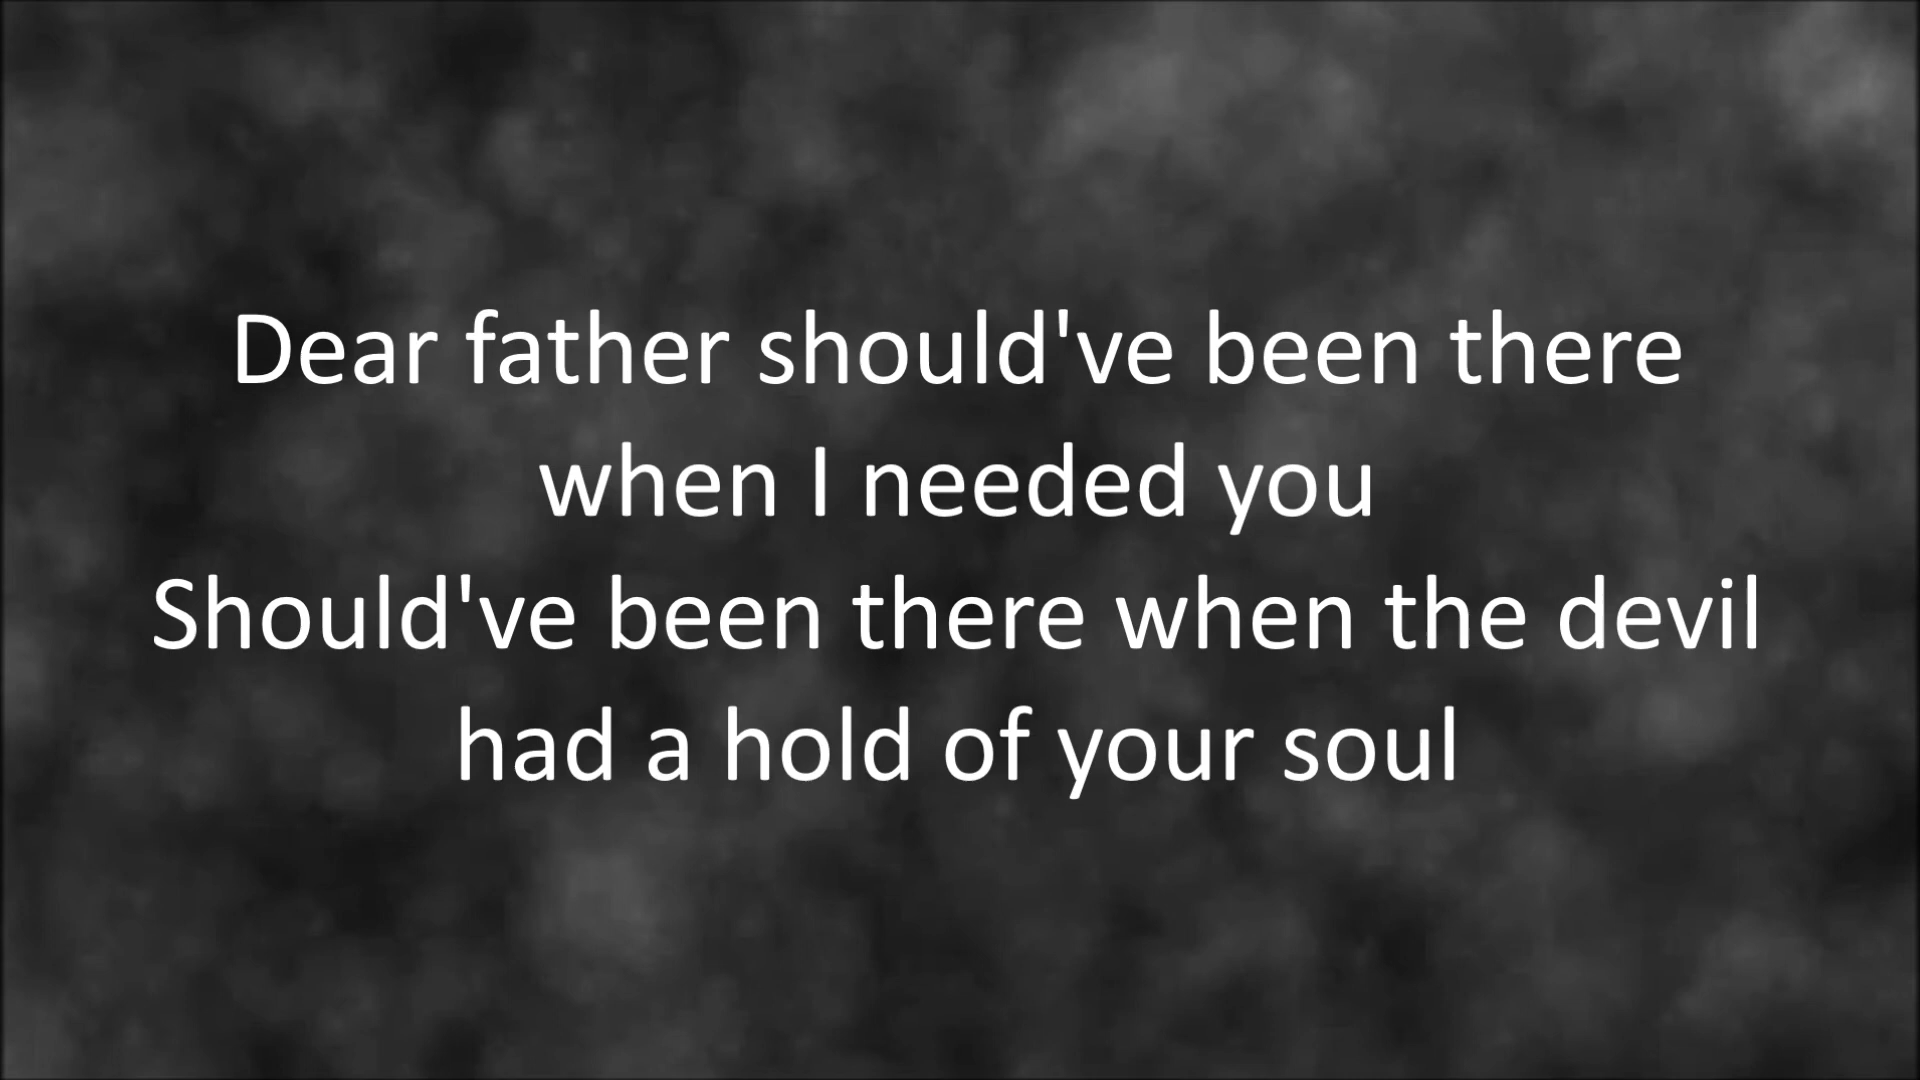 Dear father should've been there
when I needed you
Should've been there when the devil
had a hold of your soul